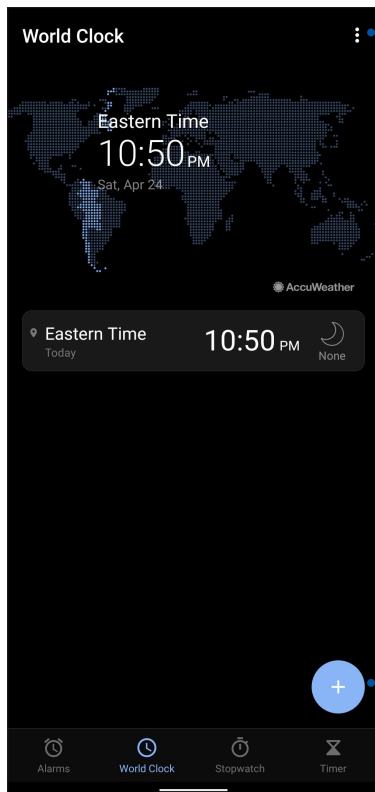 World Clock
Eastern Time
10:50 PM
Sat, Apr 24
AccuWeather
Eastern Time
Today
10:50 PM
None
Alarms
World Clock
Stopwatch
Timer